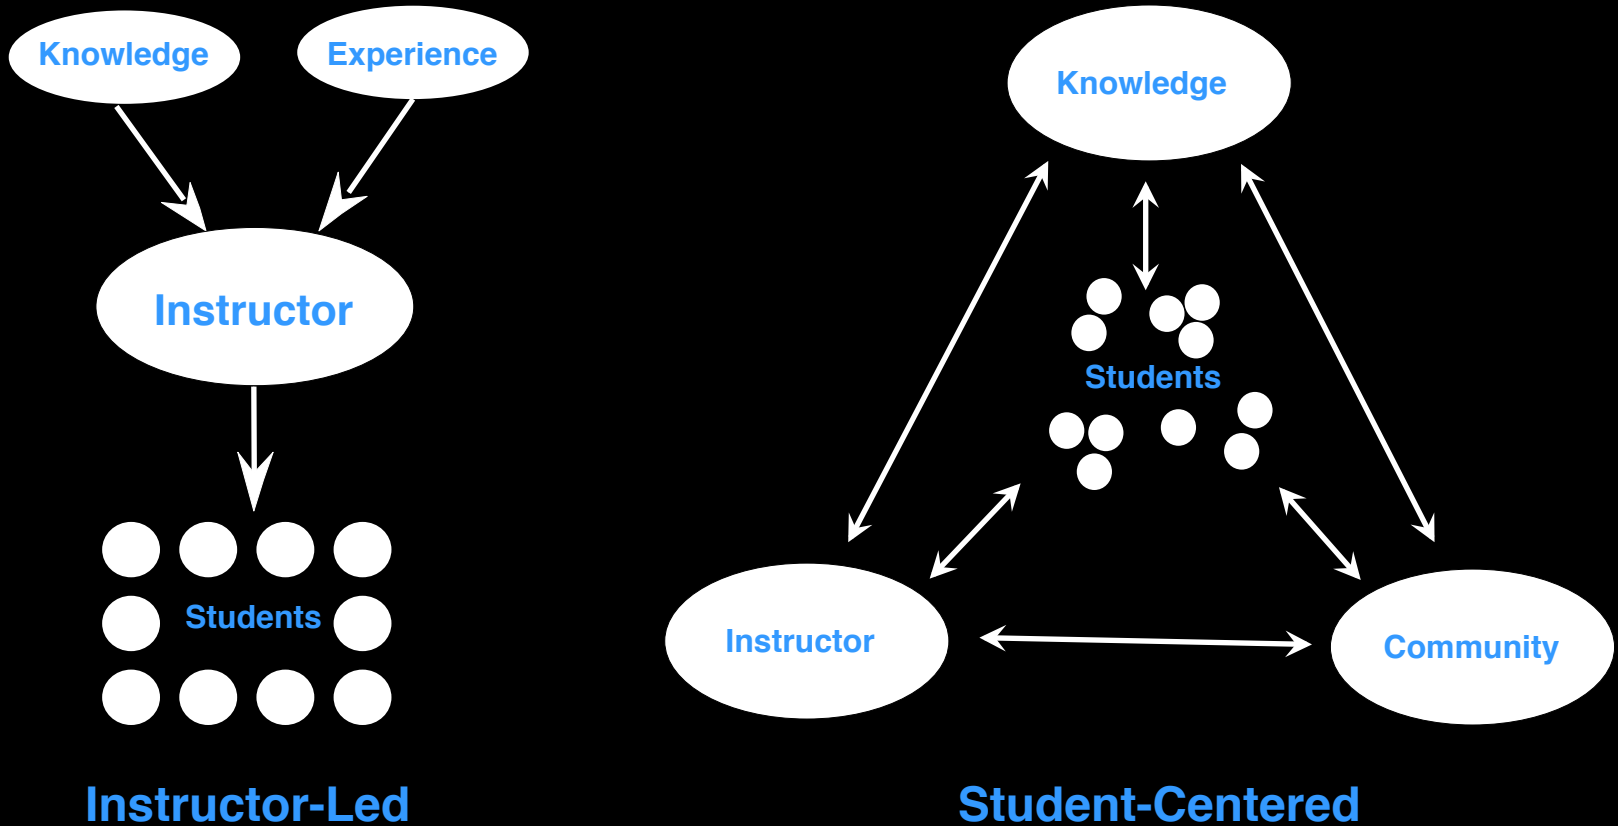 Knowledge
Experience
Instructor
Students
Instructor-Led
Knowledge
Students
Instructor
Community
Student-Centered